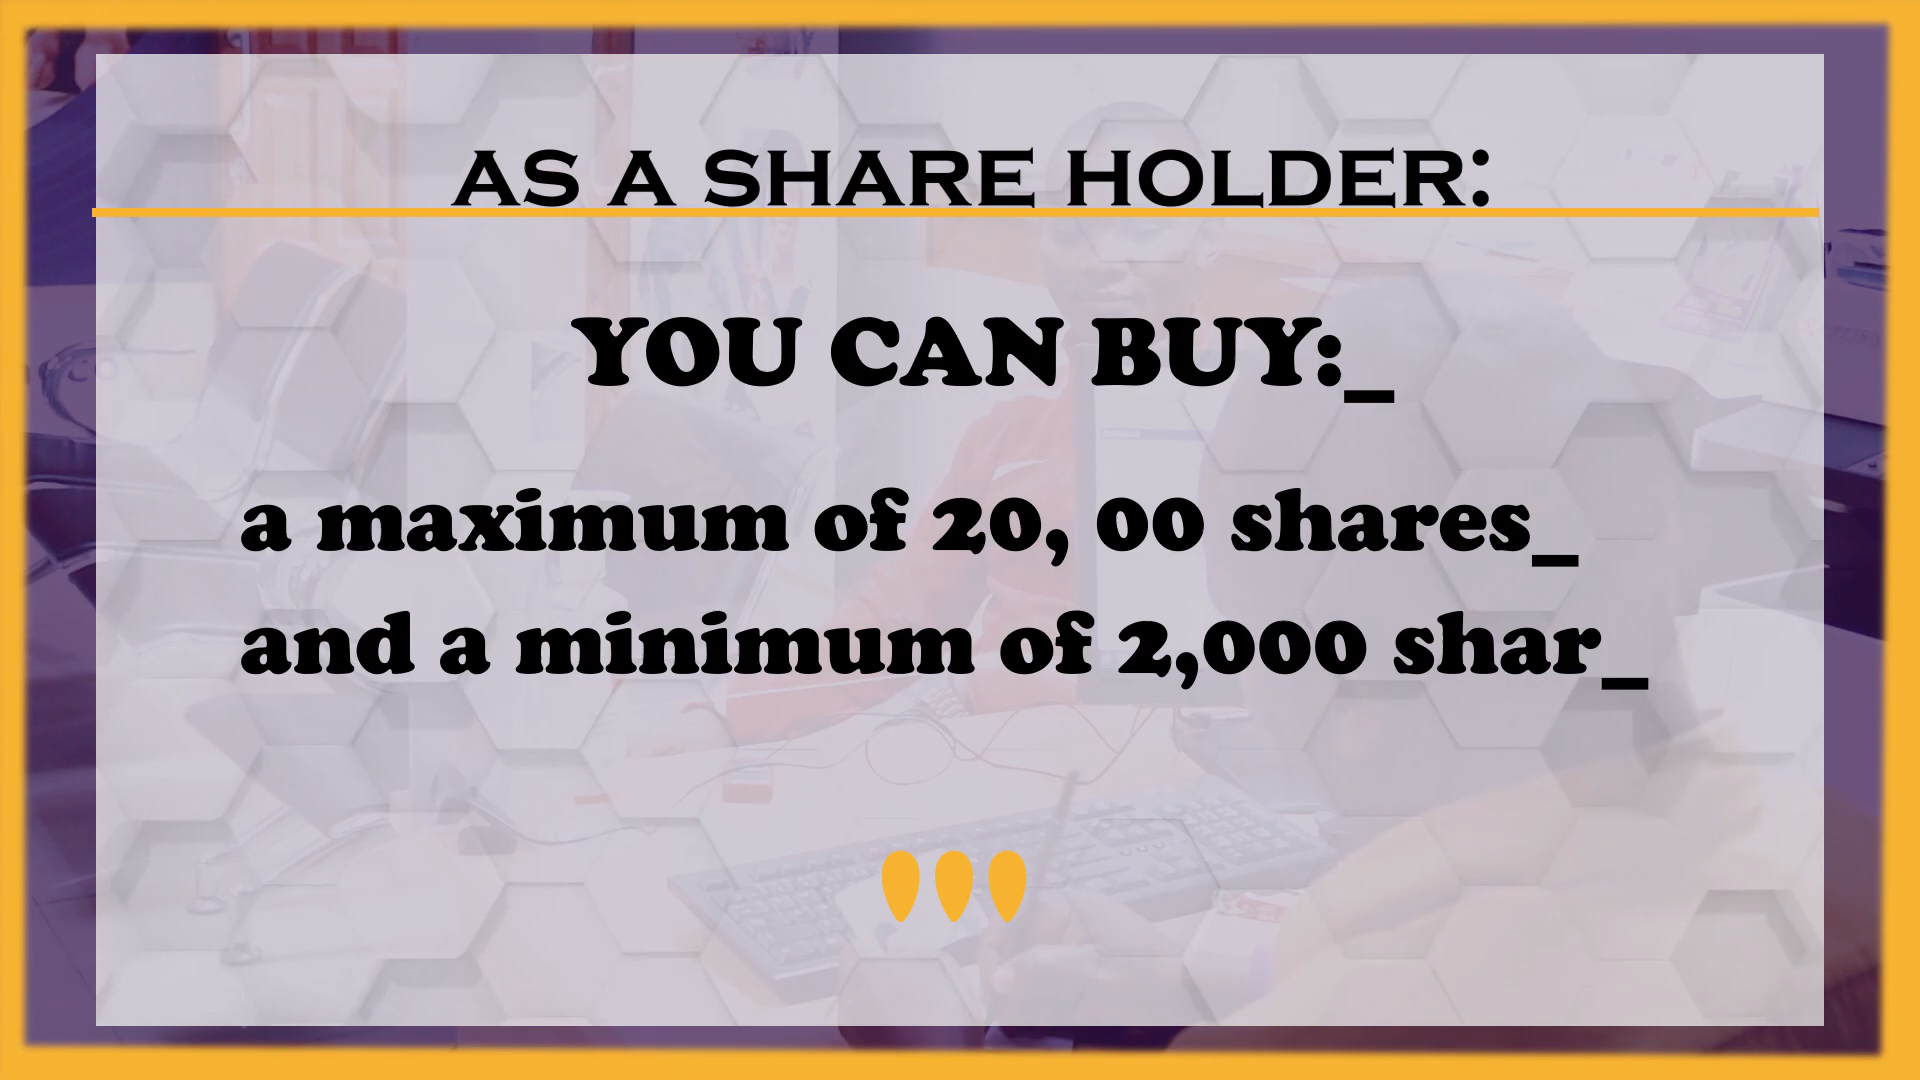 AS A SHARE HOLDER:
YOU CAN BUY:_
a maximum of 20, 00 shares_
and a minimum of 2,000 shar_